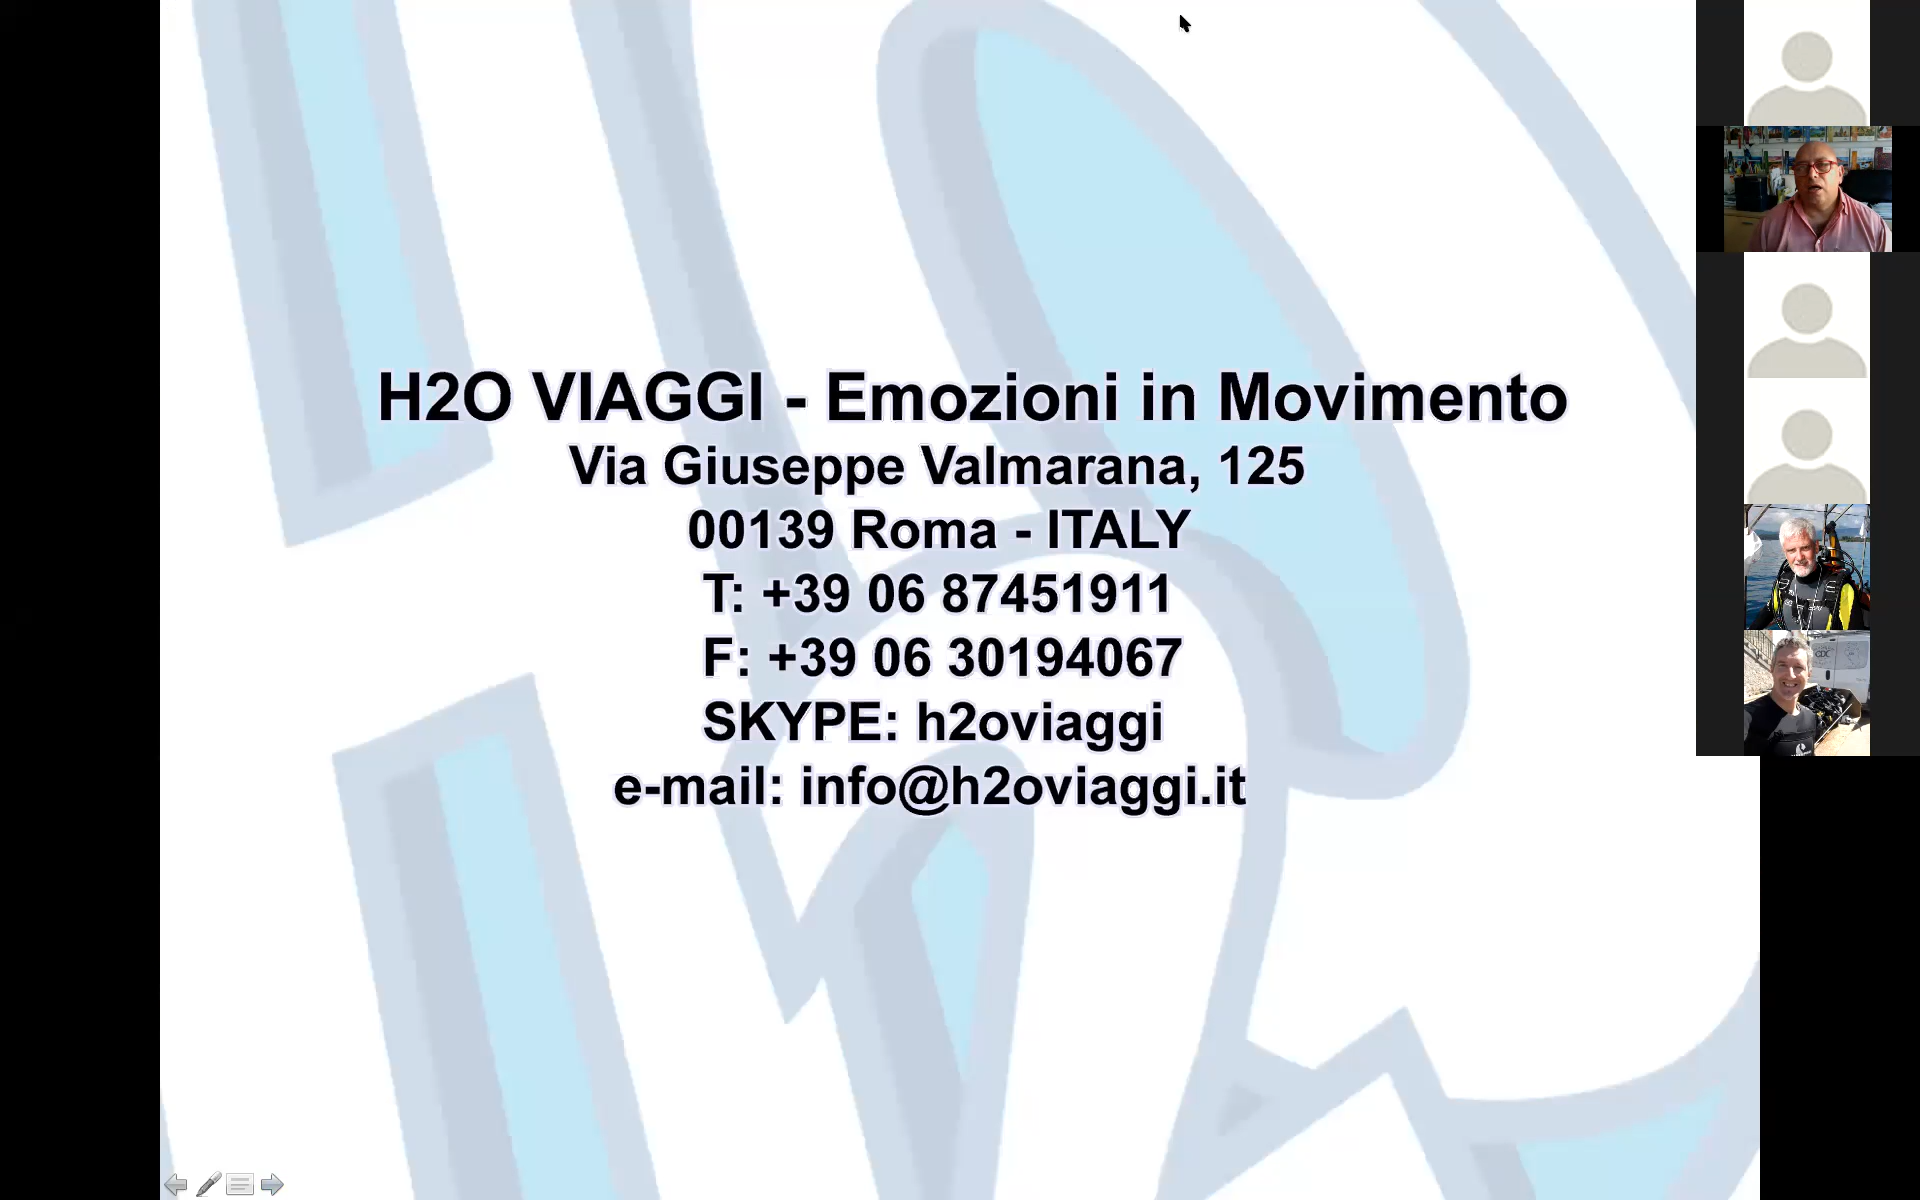 H2O VIAGGI - Emozioni in Movimento
Via Giuseppe Valmarana, 125
00139 Roma - ITALY
T: +39 06 87451911
F: +39 06 30194067
SKYPE: h2oviaggi
e-mail: info@h2oviaggi.it